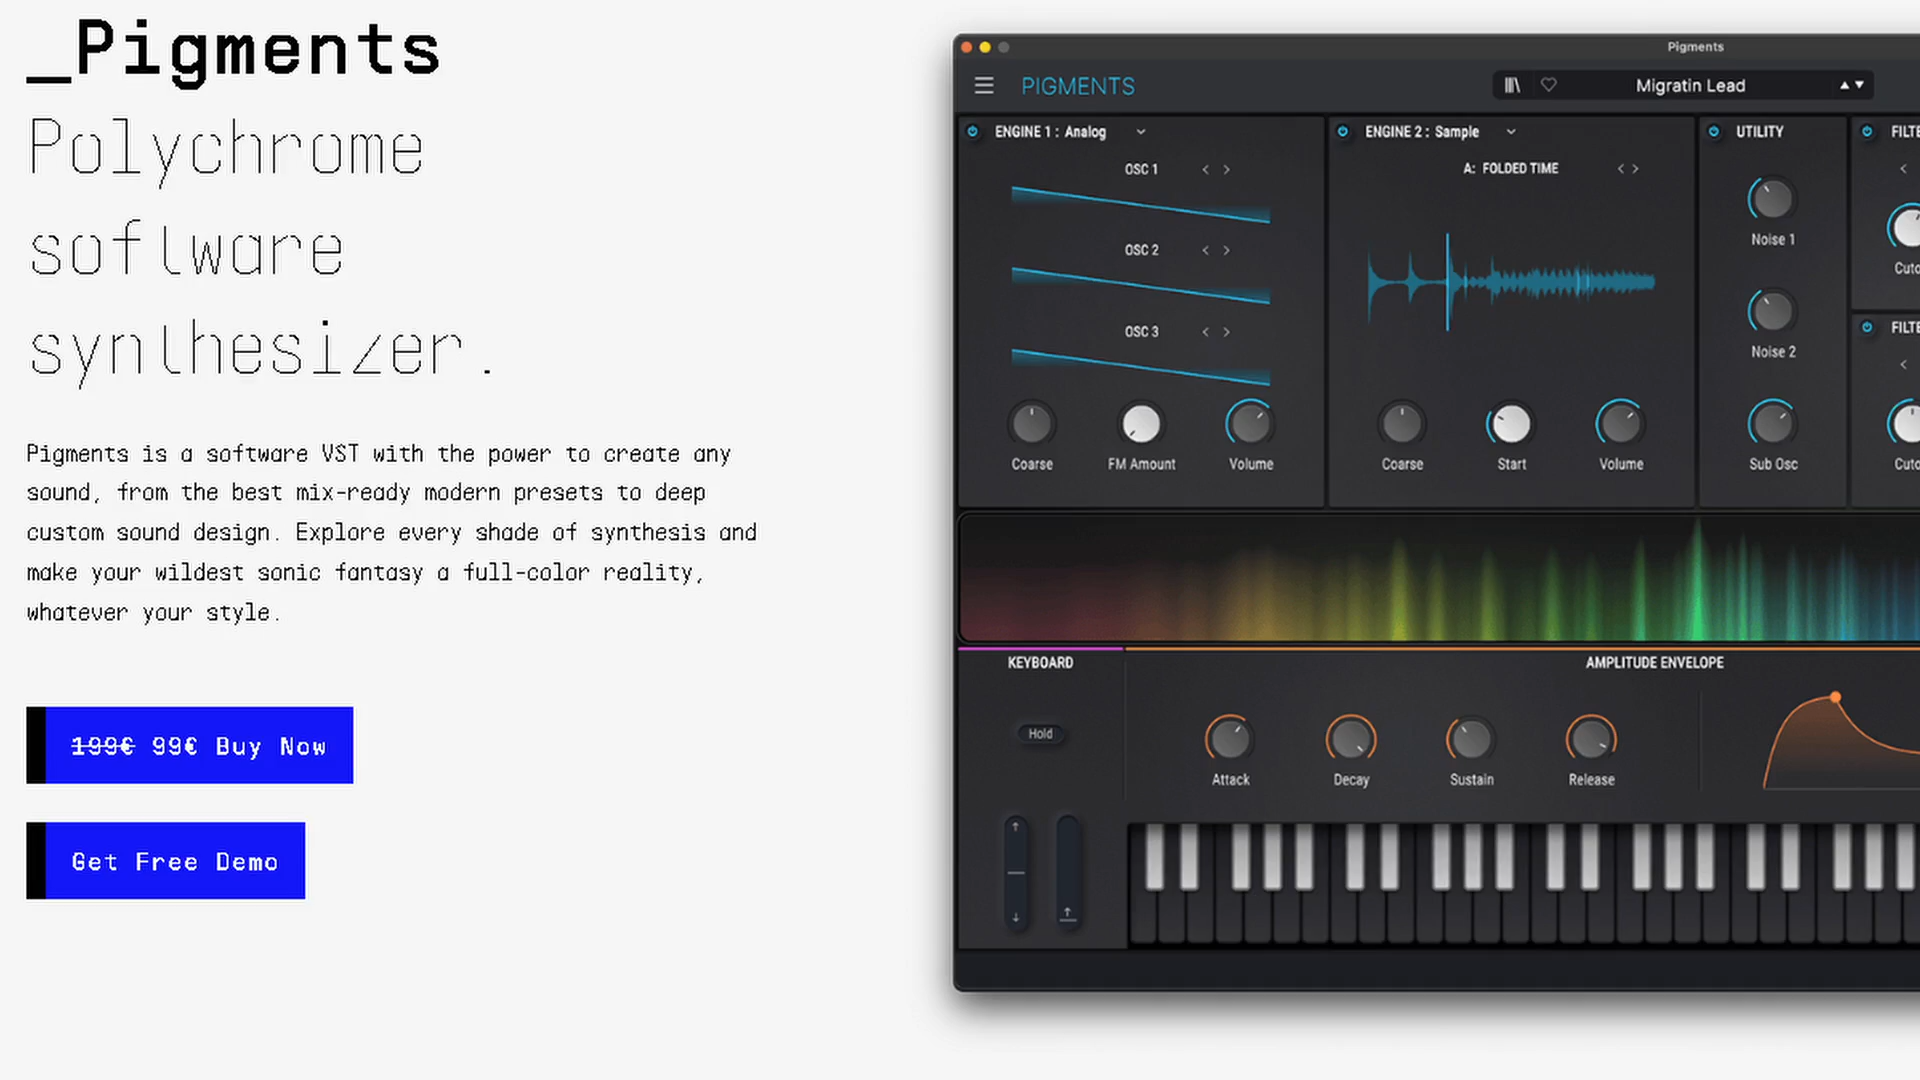 _Pigments
Polychrome
software
synthesizer.
Pigments is a software VST with the power to create any
sound, from the best mix-ready modern presets to deep
custom sound design. Explore every shade of synthesis and
make your wildest sonic fantasy a full-color reality,
whatever your style.
199€ 99€ Buy Now
Get Free Demo
Pigments
PIGMENTS
Migratin Lead
ENGINE 1 : Analog
ENGINE 2 : Sample
UTILITY
OSC 1
A: FOLDED TIME
OSC 2
Noise 1
OSC 3
Noise 2
Coarse
FM Amount
Volume
Coarse
Start
Volume
Sub Osc
KEYBOARD
AMPLITUDE ENVELOPE
Hold
Attack
Decay
Sustain
Release